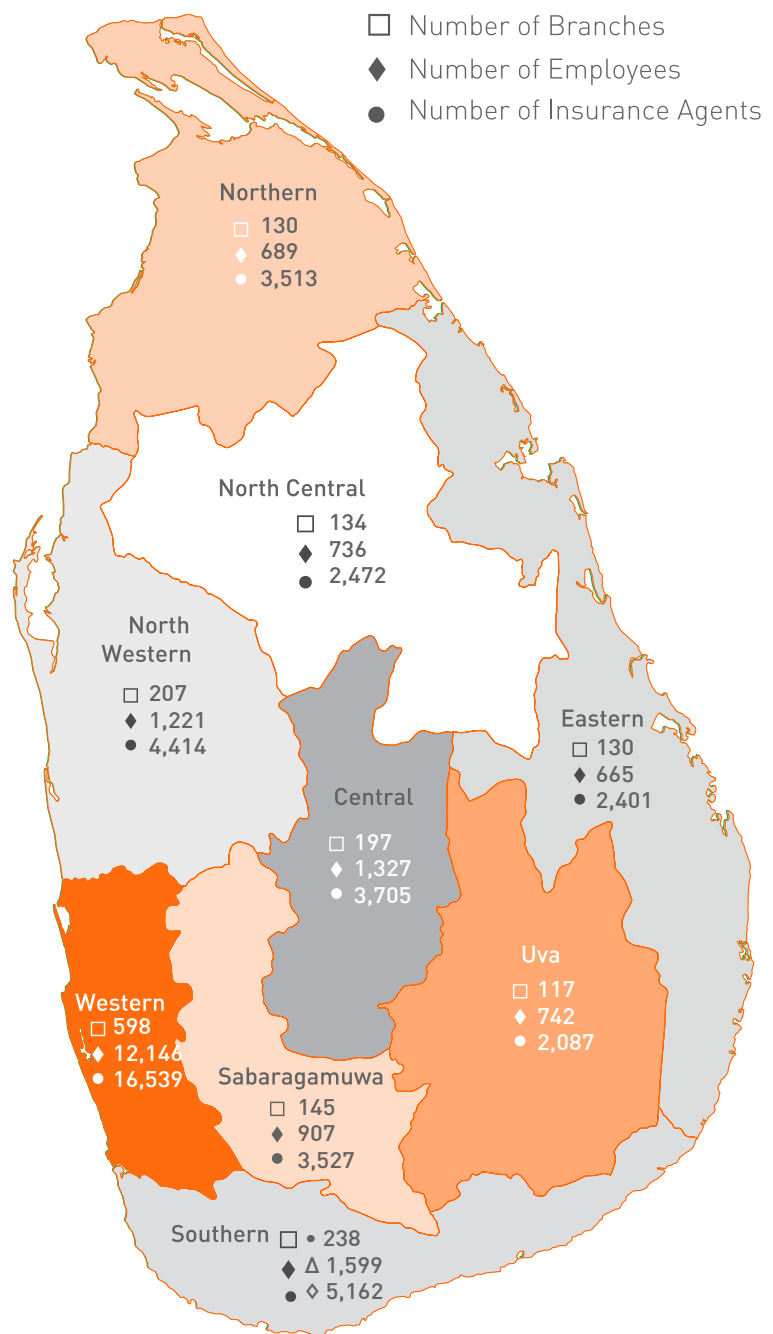 Number of Branches
Number of Employees
Number of Insurance Agents
Northern
130
689
3,513
North Central
134
736
2,472
North
Western
207
1,221
4,414
Eastern
130
665
2,401
Central
197
1,327
3,705
Uva
117
742
2,087
Western
598
12,146
16,539
Sabaragamuwa
145
907
3,527
Southern • 238
Δ 1,599
◊ 5,162